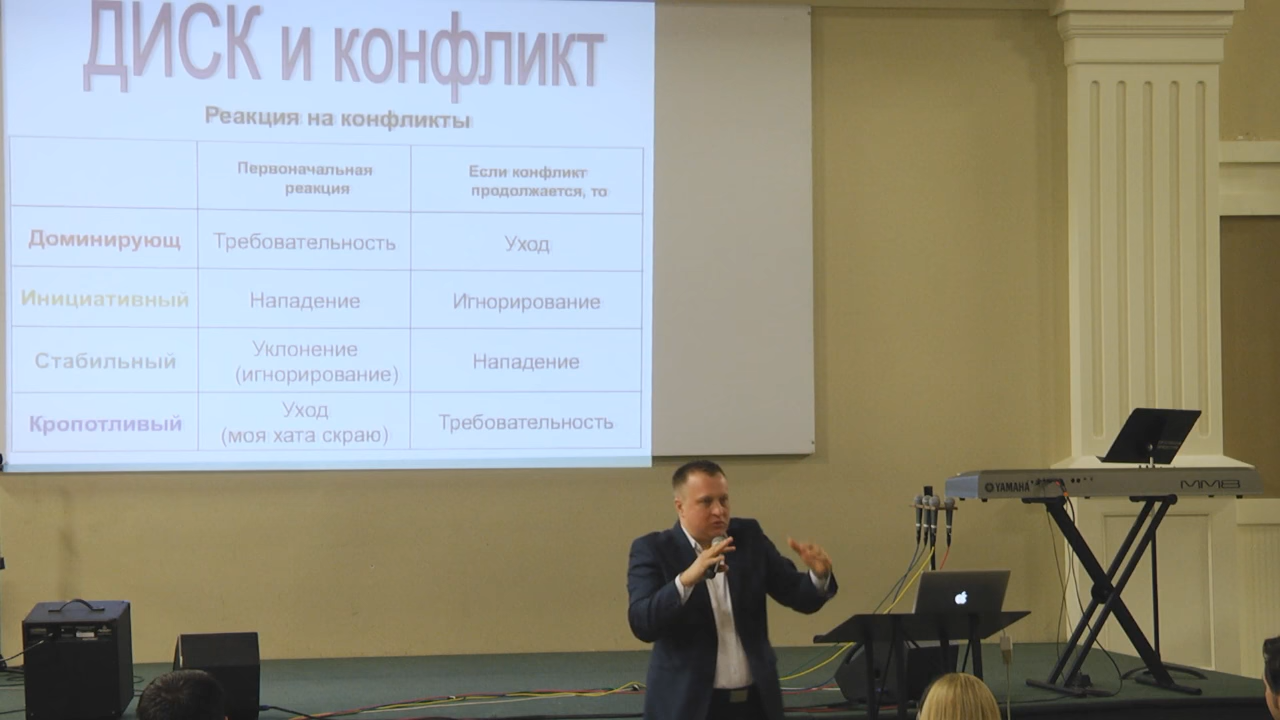 ДИСК и конфликт
Реакция на конфликты
Первоначальная
реакция
Если конфликт
продолжается, то
Доминирующ
Требовательность
Уход
Инициативный
Нападение
Игнорирование
Стабильный
Уклонение
(игнорирование)
Нападение
Кропотливый
Уход
(моя хата скраю)
Требовательность
YAMAHA
MM8